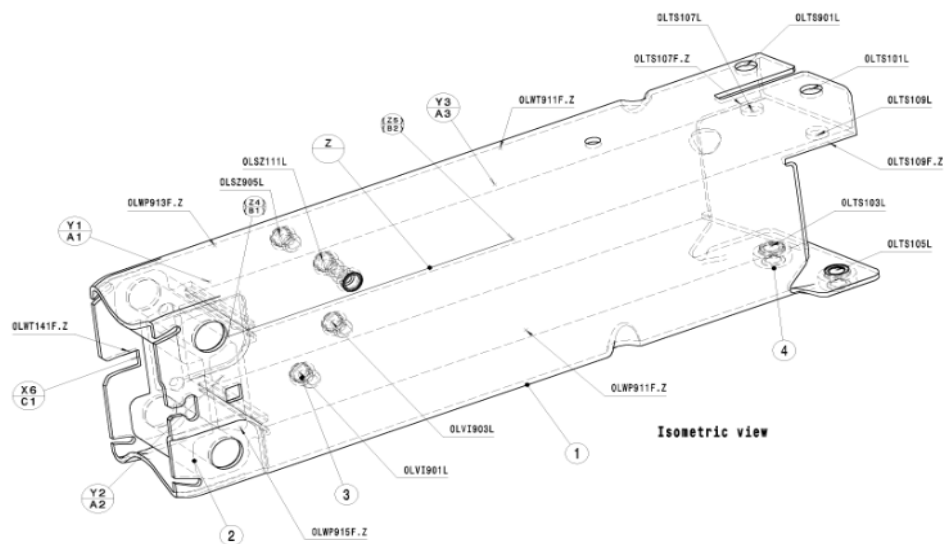 OLTS107L
OLTS901L
OLTS107F.Z
OLTS101L
Y3
A3
OLWT911F.Z
(Z5)
(B2)
OLTS109L
Z
OLSZ111L
OLTS109F.Z
OLSZ905L
(Z4)
(B1)
OLWP913F.Z
OLTS103L
Y1
A1
OLTS105L
OLWT141F.Z
4
X6
C1
OLWP911F.Z
Isometric view
OLVI903L
1
OLVI901L
3
Y2
A2
2
OLWP915F.Z